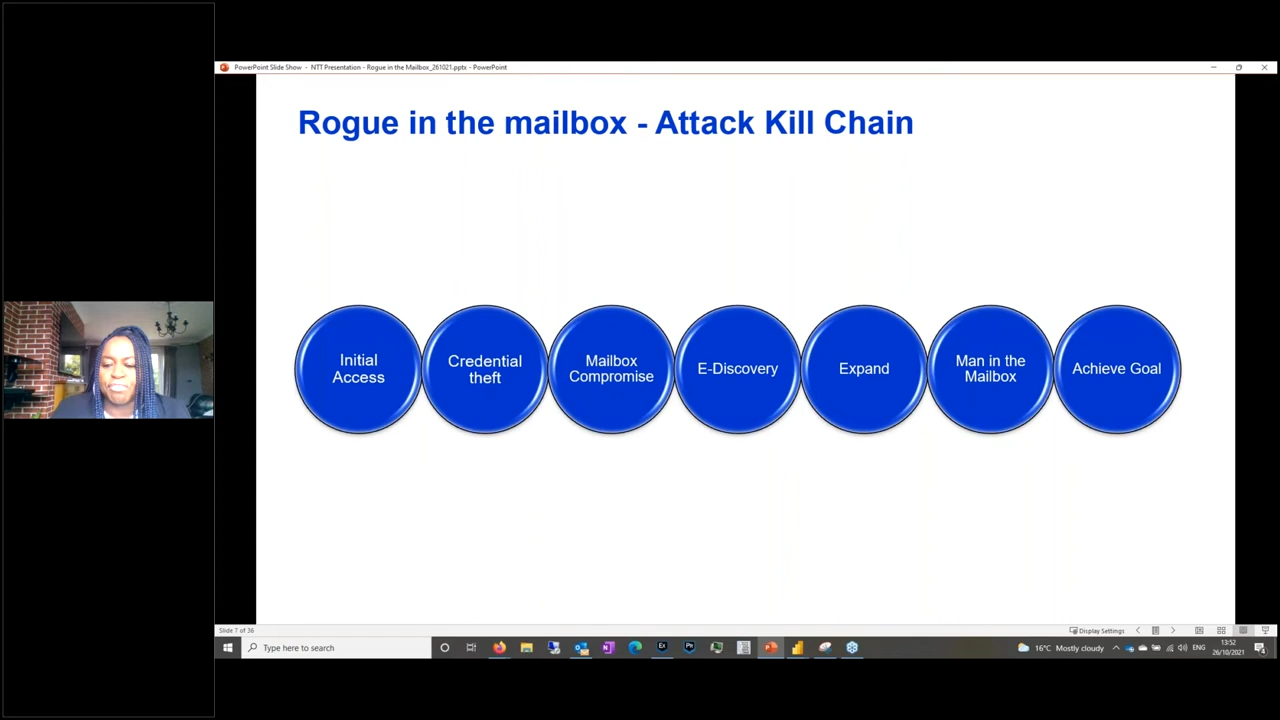 PowerPoint Slide Show - NTT Presentation - Rogue in the Mailbox_261021.pptx - PowerPoint
Rogue in the mailbox - Attack Kill Chain
Initial
Access
Credential
theft
Mailbox
Compromise
E-Discovery
Expand
Man in the
Mailbox
Achieve Goal
Slide 7 of 36
Display Settings
Type here to search
Ex
Pn
16°C Mostly cloudy
ENG
13:52
26/10/2021